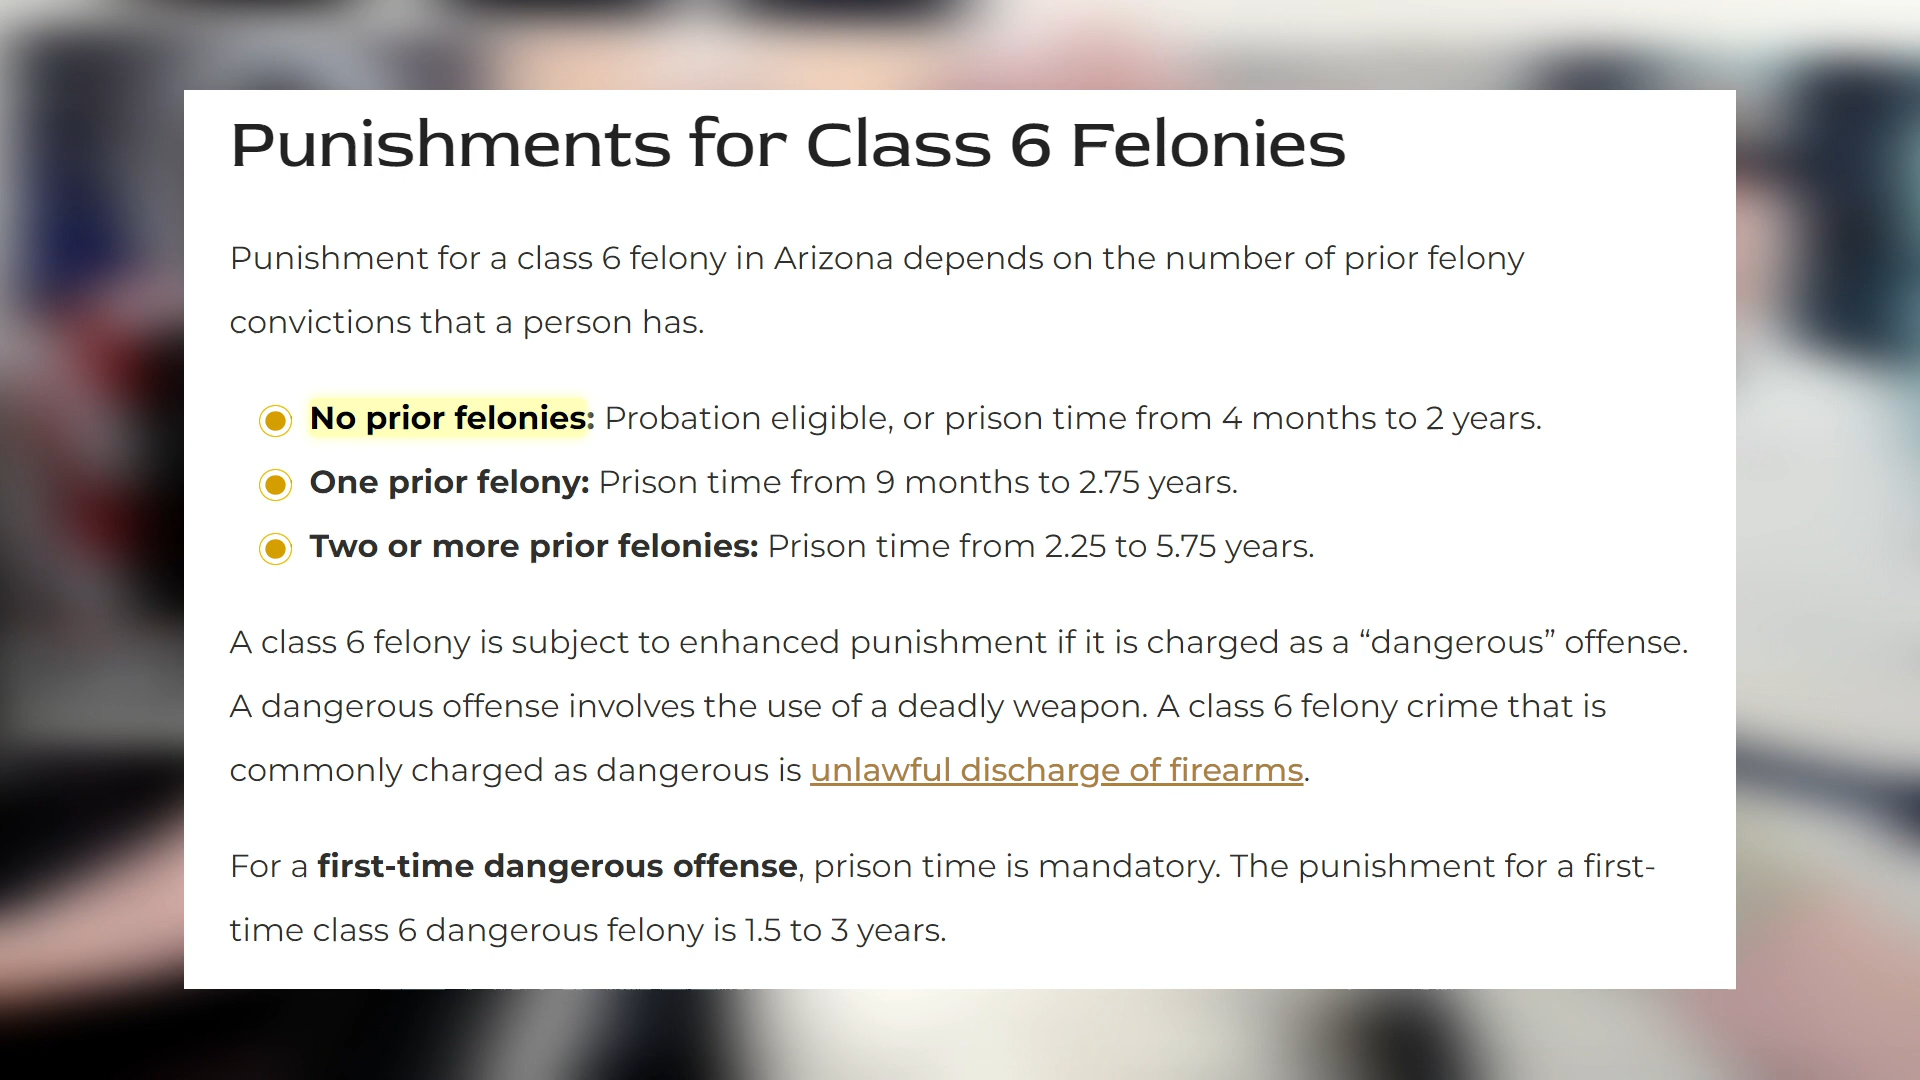 Punishments for Class 6 Felonies
Punishment for a class 6 felony in Arizona depends on the number of prior felony
convictions that a person has.
No prior felonies: Probation eligible, or prison time from 4 months to 2 years.
One prior felony: Prison time from 9 months to 2.75 years.
Two or more prior felonies: Prison time from 2.25 to 5.75 years.
A class 6 felony is subject to enhanced punishment if it is charged as a “dangerous” offense.
A dangerous offense involves the use of a deadly weapon. A class 6 felony crime that is
commonly charged as dangerous is unlawful discharge of firearms.
For a first-time dangerous offense, prison time is mandatory. The punishment for a first-
time class 6 dangerous felony is 1.5 to 3 years.